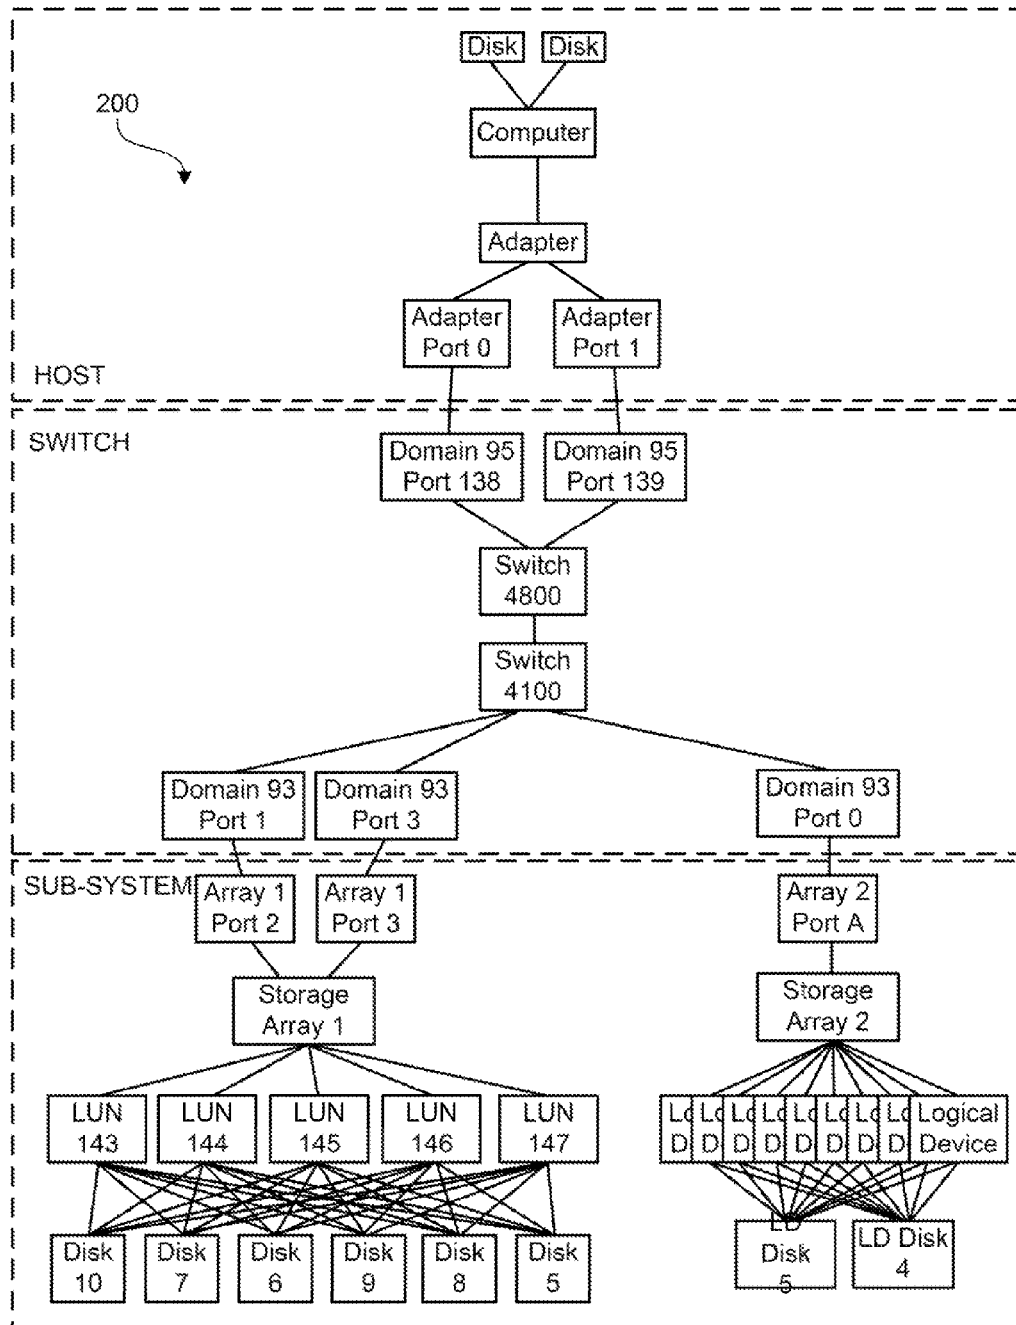 Disk Disk
200
Computer
Adapter
Adapter
Port 0
Adapter
Port 1
HOST
SWITCH
Domain 95
Port 138
Domain 95
Port 139
Switch
4800
Switch
4100
Domain 93
Port 1
Domain 93
Port 3
Domain 93
Port 0
SUB-SYSTEM
Array 1
Port 2
Array 1
Port 3
Array 2
Port A
Storage
Array 1
Storage
Array 2
LUN
143
LUN
144
LUN
145
LUN
146
LUN
147
Logical
Device
Disk
10
Disk
7
Disk
6
Disk
9
Disk
8
Disk
5
LD
Disk
5
LD Disk
4